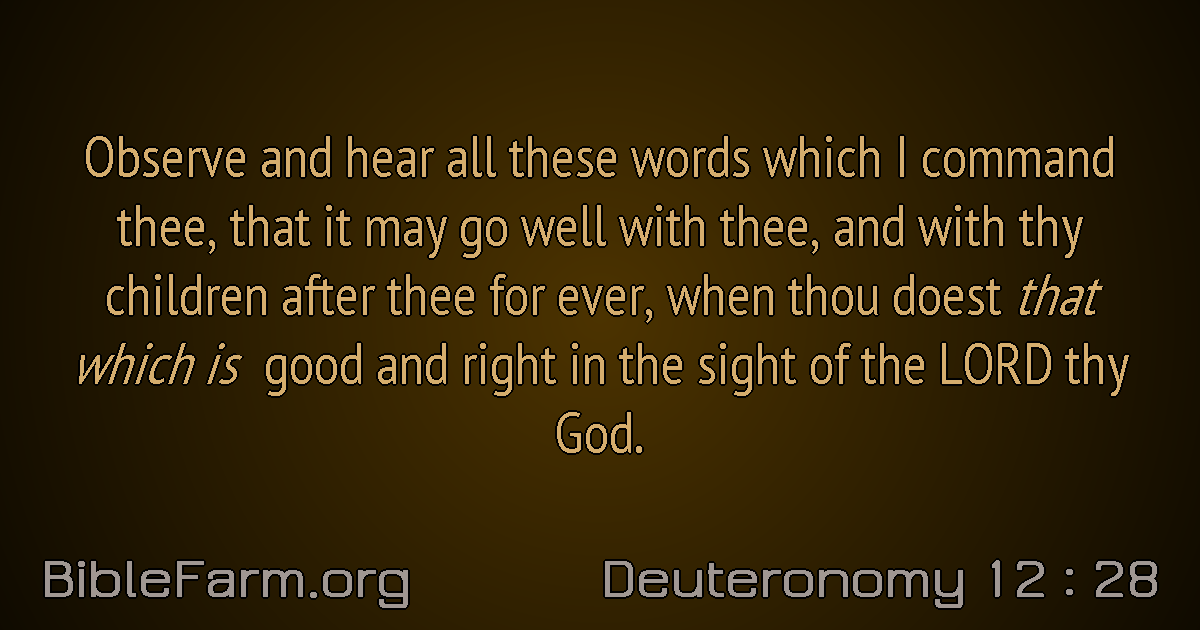 Observe and hear all these words which I command
thee, that it may go well with thee, and with thy
children after thee for ever, when thou doest that
which is good and right in the sight of the LORD thy
God.
BibleFarm.org
Deuteronomy 12 : 28